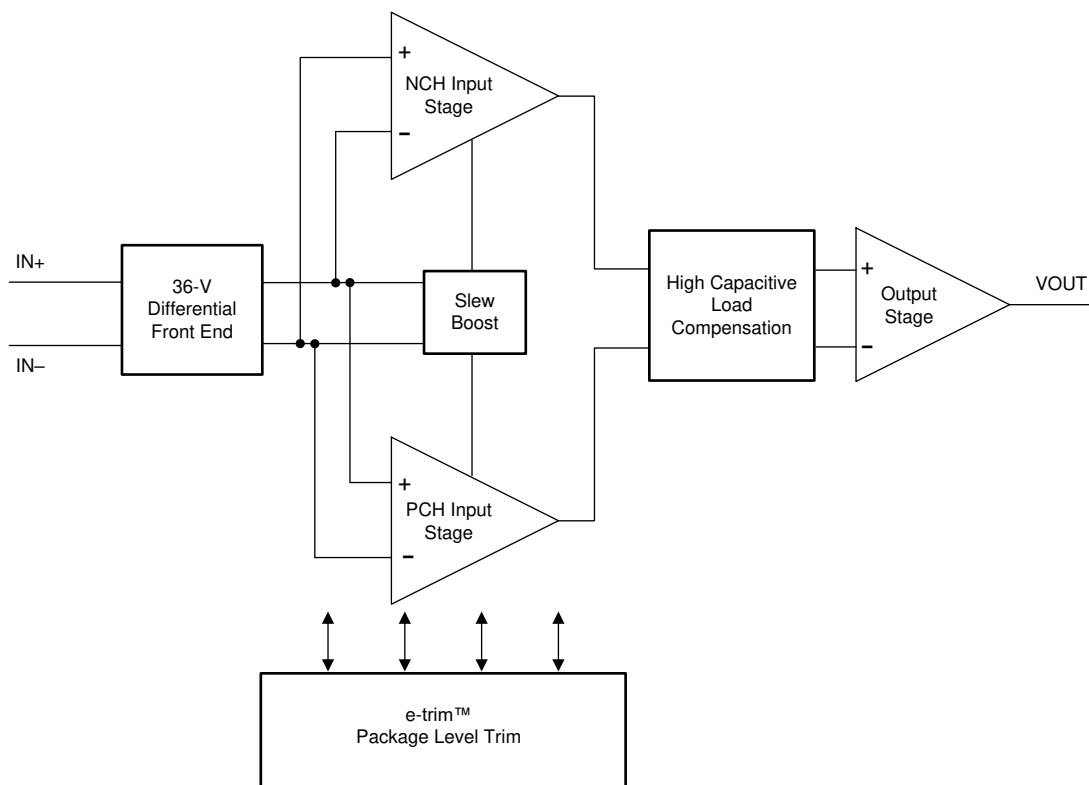 +
NCH Input
Stage
–
IN+
IN–
36-V
Differential
Front End
Slew
Boost
High Capacitive
Load
Compensation
+
Output
Stage
–
VOUT
+
PCH Input
Stage
–
e-trim™
Package Level Trim